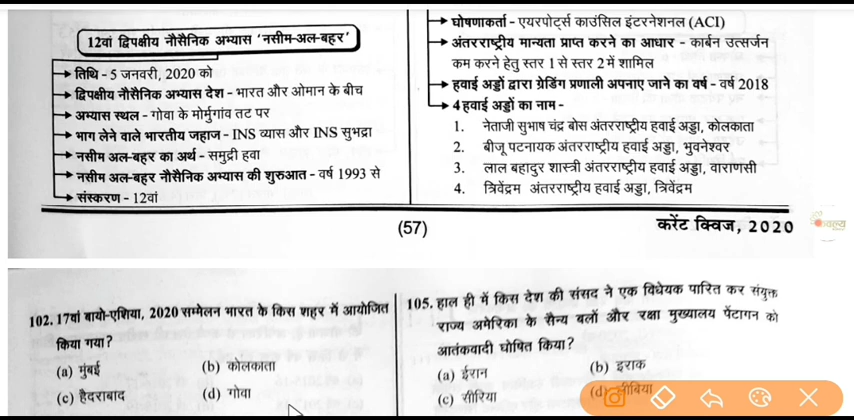 12वां द्विपक्षीय नौसैनिक अभ्यास ‘नसीम-अल-बहर’
तिथि - 5 जनवरी, 2020 को
द्विपक्षीय नौसैनिक अभ्यास देश - भारत और ओमान के बीच
अभ्यास स्थल - गोवा के मोर्मुगांव तट पर
भाग लेने वाले भारतीय जहाज - INS व्यास और INS सुभद्रा
नसीम अल-बहर का अर्थ - समुद्री हवा
नसीम अल-बहर नौसैनिक अभ्यास की शुरुआत - वर्ष 1993 से
संस्करण - 12वां
घोषणाकर्ता - एयरपोर्ट्स काउंसिल इंटरनेशनल (ACI)
अंतरराष्ट्रीय मान्यता प्राप्त करने का आधार - कार्बन उत्सर्जन
कम करने हेतु स्तर 1 से स्तर 2 में शामिल
हवाई अड्डों द्वारा ग्रेडिंग प्रणाली अपनाए जाने का वर्ष - वर्ष 2018
4 हवाई अड्डों का नाम -
1. नेताजी सुभाष चंद्र बोस अंतरराष्ट्रीय हवाई अड्डा, कोलकाता
2. बीजू पटनायक अंतरराष्ट्रीय हवाई अड्डा, भुवनेश्वर
3. लाल बहादुर शास्त्री अंतरराष्ट्रीय हवाई अड्डा, वाराणसी
4. त्रिवेंद्रम अंतरराष्ट्रीय हवाई अड्डा, त्रिवेंद्रम
(57)
करेंट क्विज, 2020
102. 17वां बायो-एशिया, 2020 सम्मेलन भारत के किस शहर में आयोजित
किया गया?
(a) मुंबई (b) कोलकाता
(c) हैदराबाद (d) गोवा
105. हाल ही में किस देश की संसद ने एक विधेयक पारित कर संयुक्त
राज्य अमेरिका के सैन्य बलों और रक्षा मुख्यालय पेंटागन को
आतंकवादी घोषित किया?
(a) ईरान (b) इराक
(c) सीरिया (d) लीबिया